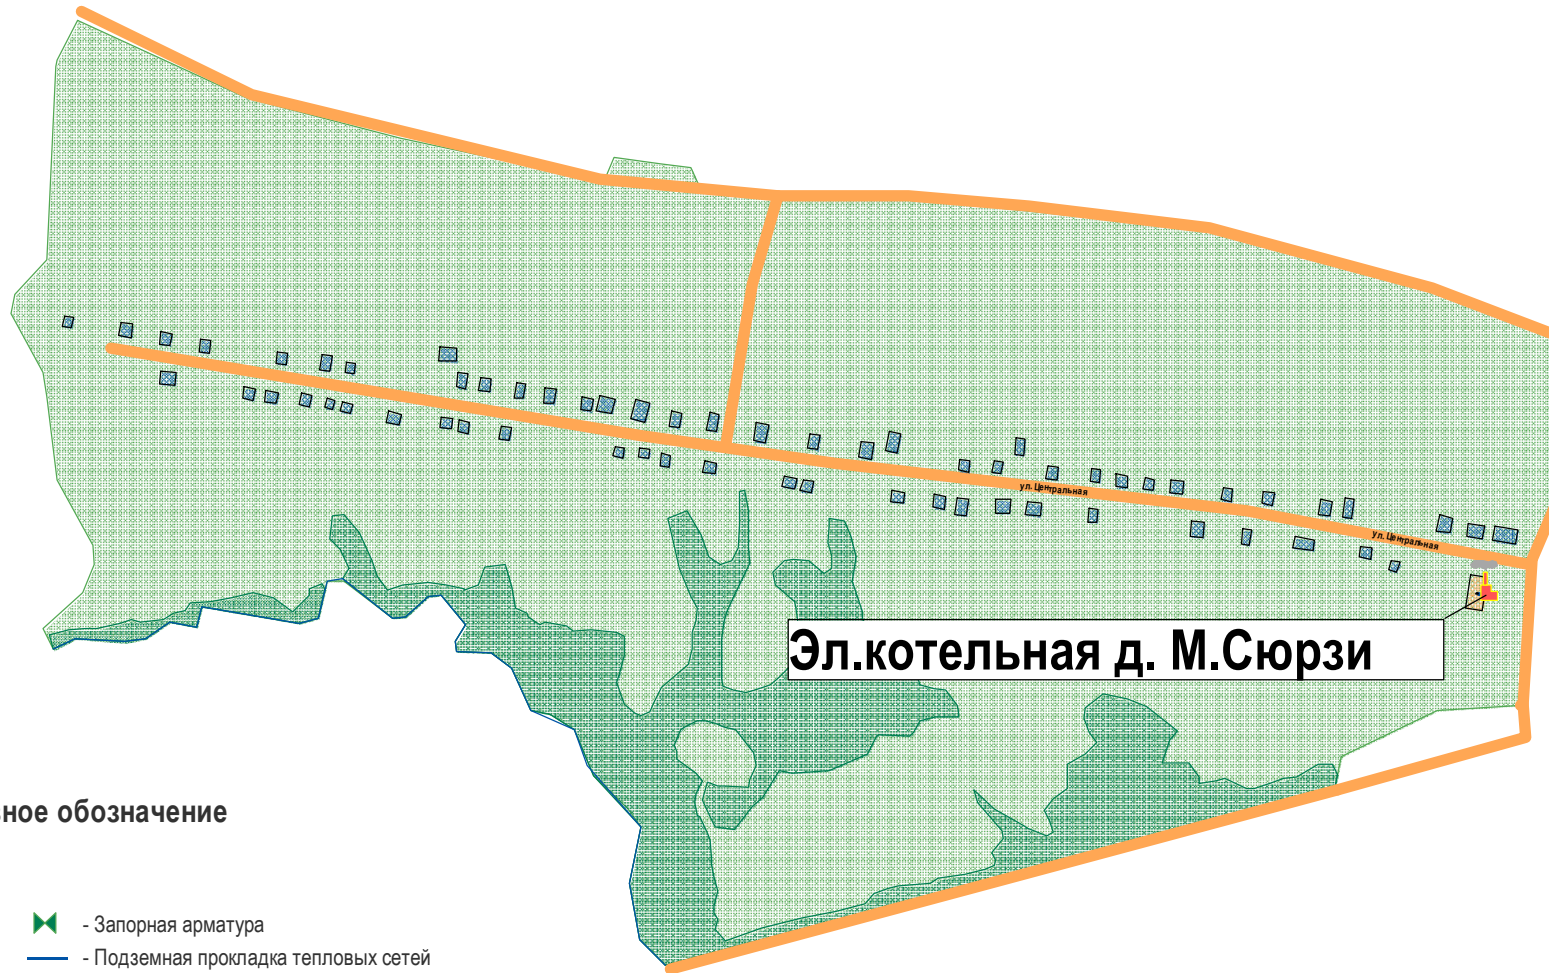 ул. Центральная
ул. Центральная
Эл.котельная д. М.Сюрзи
ное обозначение
- Запорная арматура
- Подземная прокладка тепловых сетей